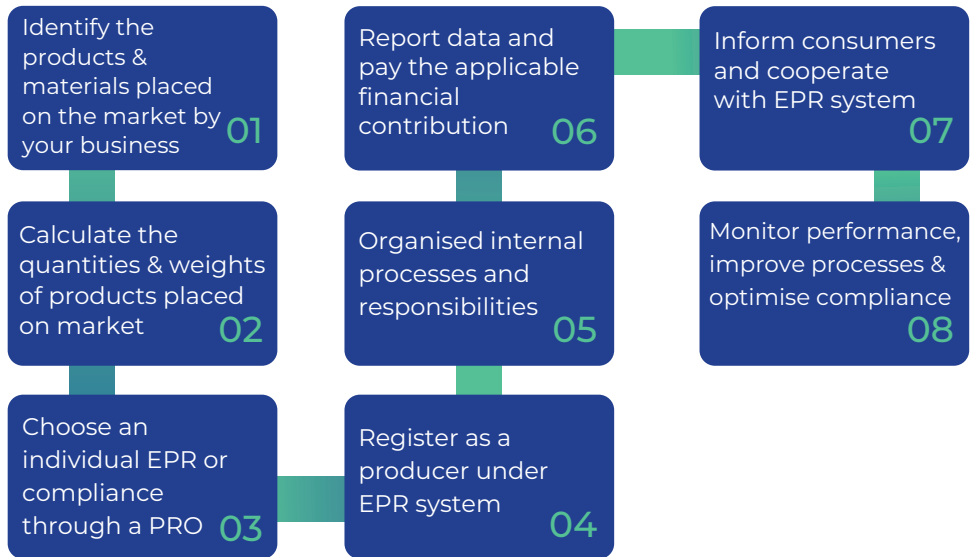 Identify the
products &
materials placed
on the market by
your business
01
Calculate the
quantities & weights
of products placed
on market
02
Choose an
individual EPR or
compliance
through a PRO
03
Register as a
producer under
EPR system
04
Organised internal
processes and
responsibilities
05
Report data and
pay the applicable
financial
contribution
06
Inform consumers
and cooperate
with EPR system
07
Monitor performance,
improve processes &
optimise compliance
08